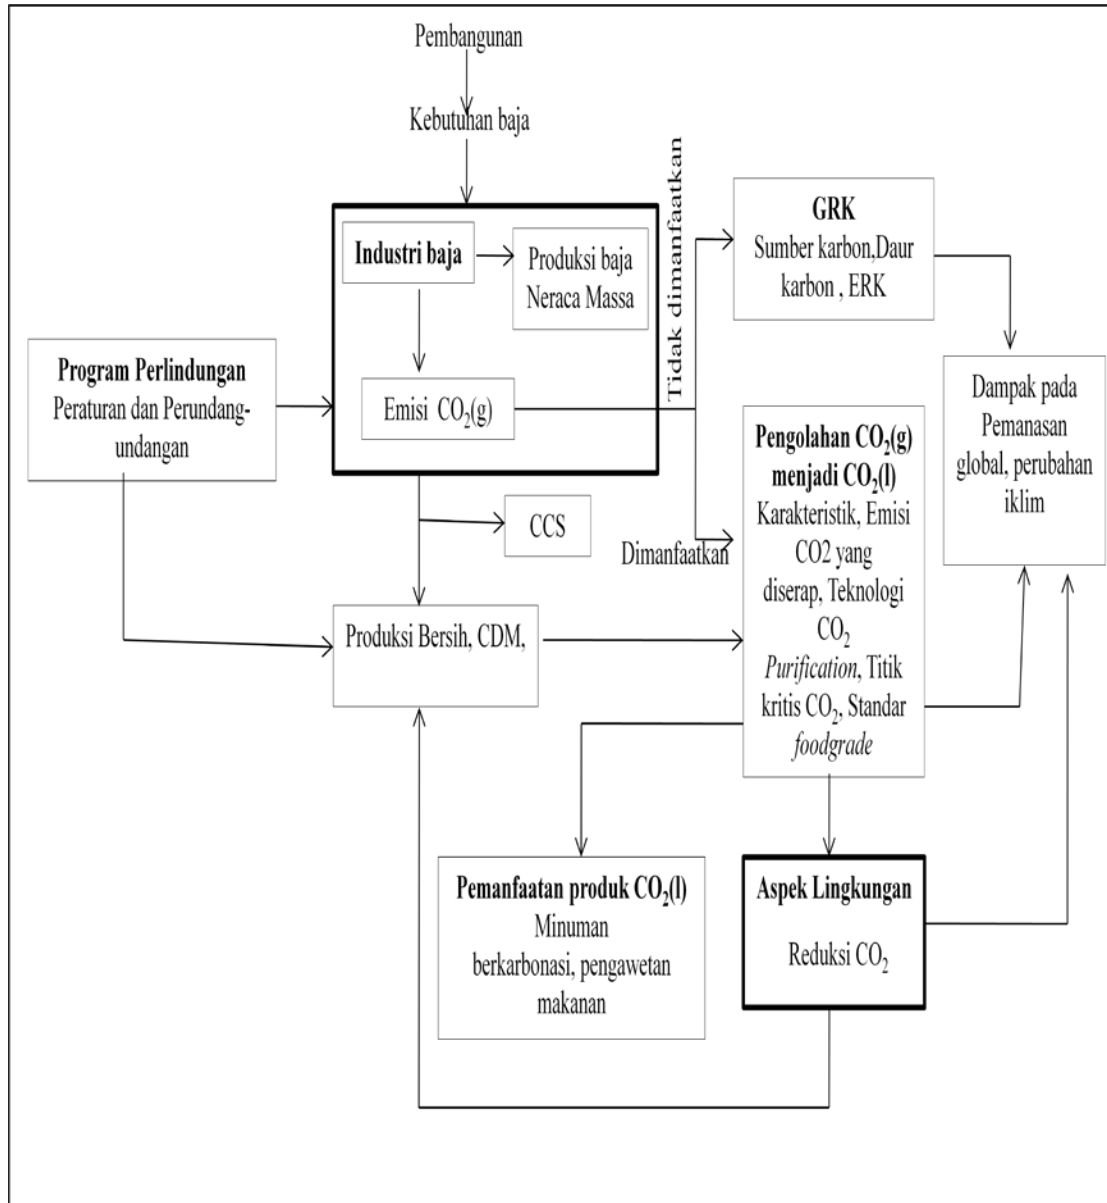 Pembangunan
Kebutuhan baja
Industri baja
Produksi baja
Neraca Massa
Emisi CO₂(g)
Tidak dimanfaatkan
GRK
Sumber karbon,Daur
karbon , ERK
Program Perlindungan
Peraturan dan Perundang-
undangan
Dampak pada
Pemanasan
global, perubahan
iklim
CCS
Dimanfaatkan
Pengolahan CO₂(g)
menjadi CO₂(l)
Karakteristik, Emisi
CO2 yang
diserap, Teknologi
CO₂
Purification, Titik
kritis CO₂, Standar
foodgrade
Produksi Bersih, CDM,
Pemanfaatan produk CO₂(l)
Minuman
berkarbonasi, pengawetan
makanan
Aspek Lingkungan
Reduksi CO₂